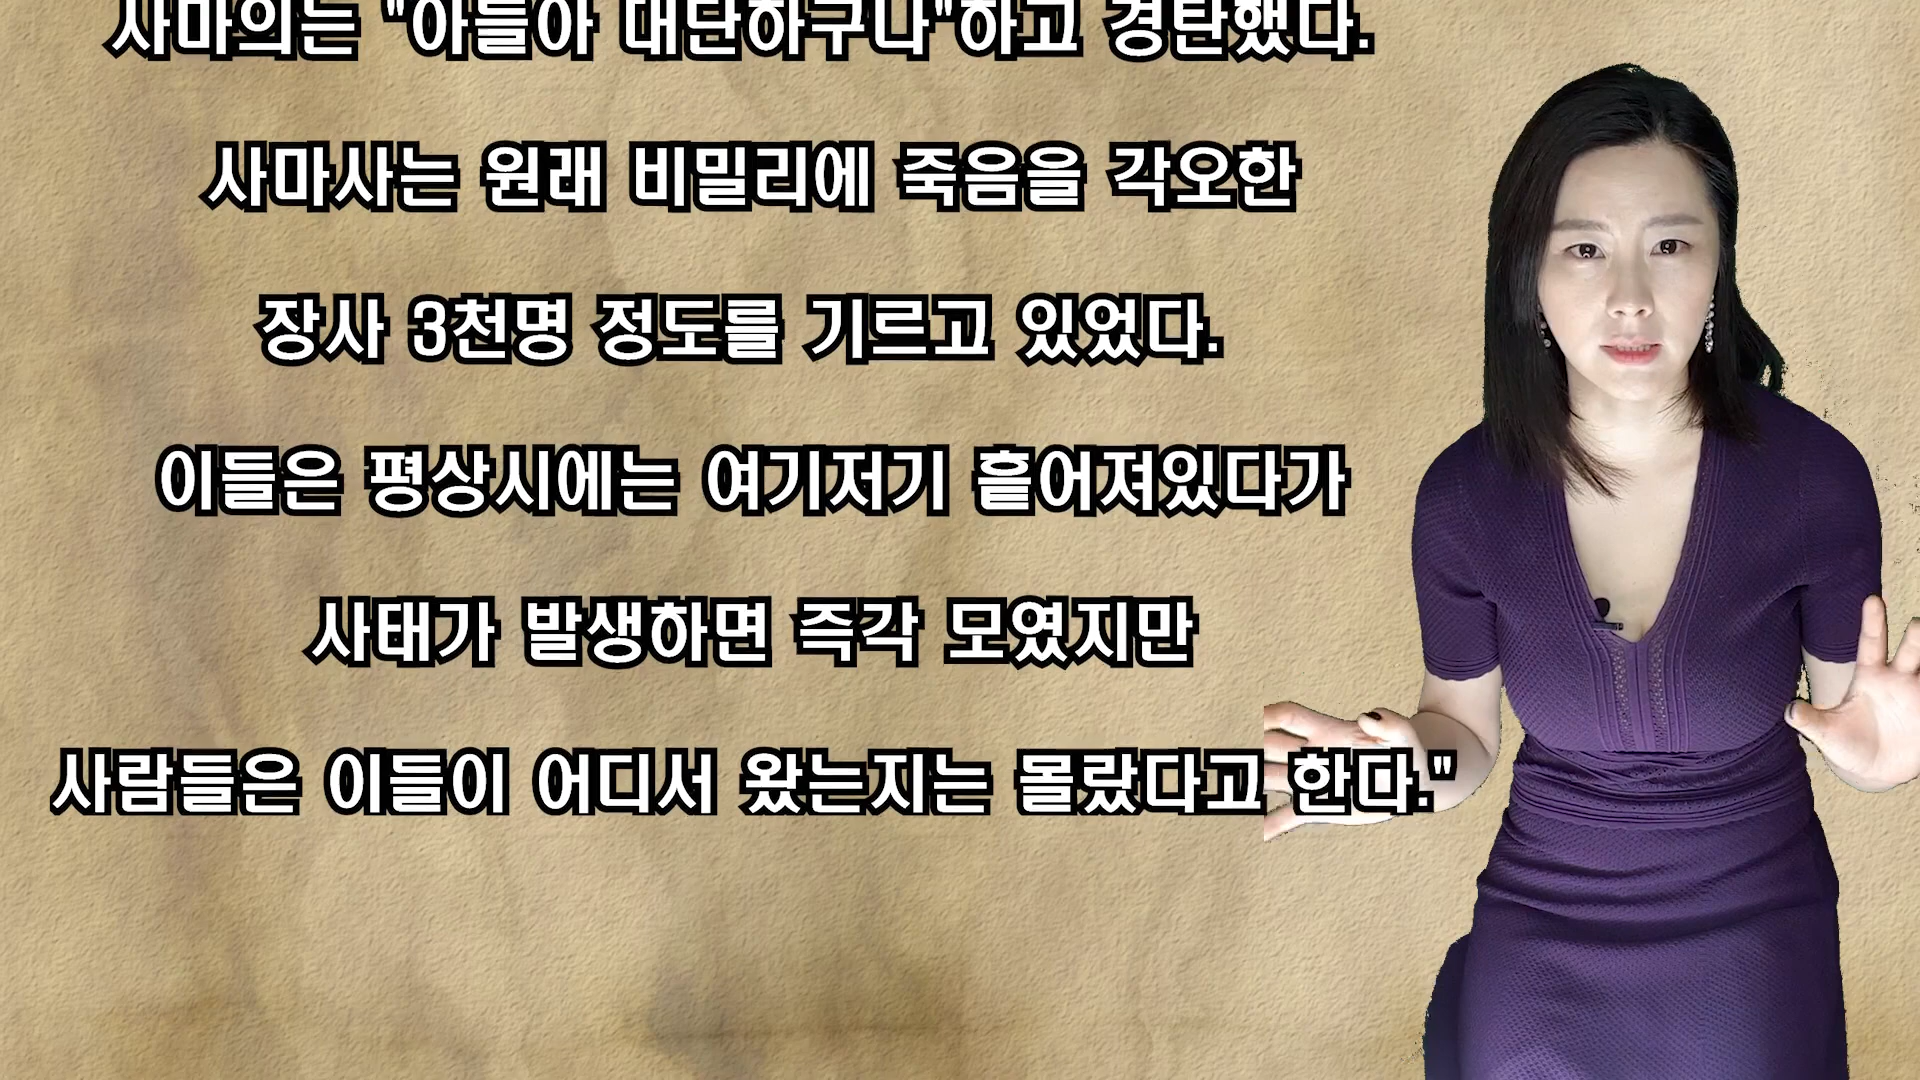 사마의는 "아들아 대단하구나"하고 경탄했다.
사마사는 원래 비밀리에 죽음을 각오한
장사 3천명 정도를 기르고 있었다.
이들은 평상시에는 여기저기 흩어져있다가
사태가 발생하면 즉각 모였지만
사람들은 이들이 어디서 왔는지는 몰랐다고 한다."